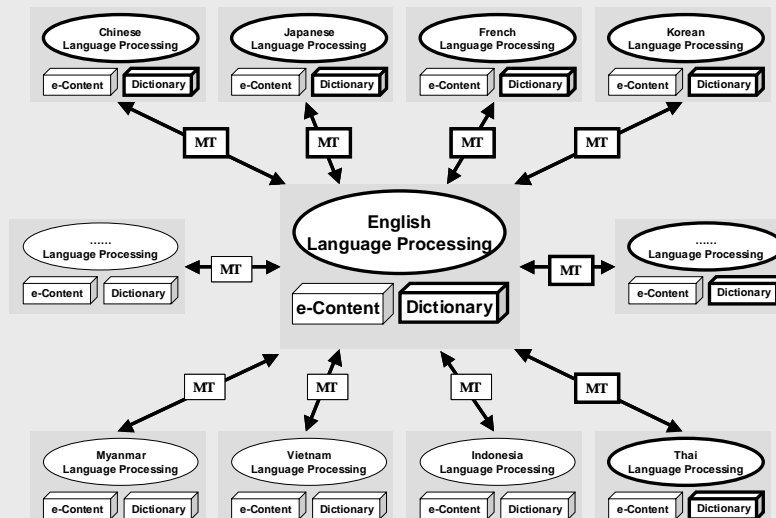 Chinese
Language Processing
e-Content
Dictionary
Japanese
Language Processing
e-Content
Dictionary
French
Language Processing
e-Content
Dictionary
Korean
Language Processing
e-Content
Dictionary
MT
MT
MT
MT
English
Language Processing
e-Content
Dictionary
......
Language Processing
e-Content
Dictionary
MT
MT
......
Language Processing
e-Content
Dictionary
MT
MT
MT
MT
Myanmar
Language Processing
e-Content
Dictionary
Vietnam
Language Processing
e-Content
Dictionary
Indonesia
Language Processing
e-Content
Dictionary
Thai
Language Processing
e-Content
Dictionary